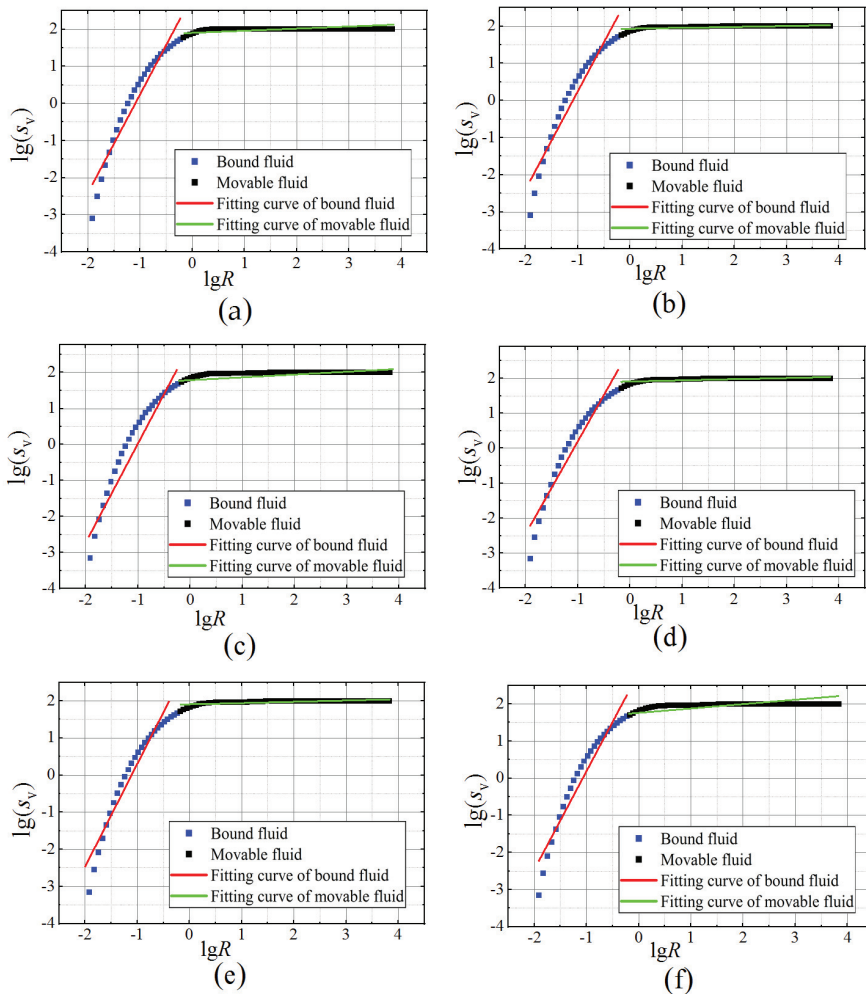 lg(sv)
2
1
0
-1
-2
-3
-4
Bound fluid
Movable fluid
Fitting curve of bound fluid
Fitting curve of movable fluid
-2 -1 0 1 2 3 4
lgR
(a)
lg(sv)
2
1
0
-1
-2
-3
-4
Bound fluid
Movable fluid
Fitting curve of bound fluid
Fitting curve of movable fluid
-2 -1 0 1 2 3 4
lgR
(b)
lg(sv)
2
1
0
-1
-2
-3
-4
Bound fluid
Movable fluid
Fitting curve of bound fluid
Fitting curve of movable fluid
-2 -1 0 1 2 3 4
lgR
(c)
lg(sv)
2
1
0
-1
-2
-3
-4
Bound fluid
Movable fluid
Fitting curve of bound fluid
Fitting curve of movable fluid
-2 -1 0 1 2 3 4
lgR
(d)
lg(sv)
2
1
0
-1
-2
-3
-4
Bound fluid
Movable fluid
Fitting curve of bound fluid
Fitting curve of movable fluid
-2 -1 0 1 2 3 4
lgR
(e)
lg(sv)
2
1
0
-1
-2
-3
-4
Bound fluid
Movable fluid
Fitting curve of bound fluid
Fitting curve of movable fluid
-2 -1 0 1 2 3 4
lgR
(f)